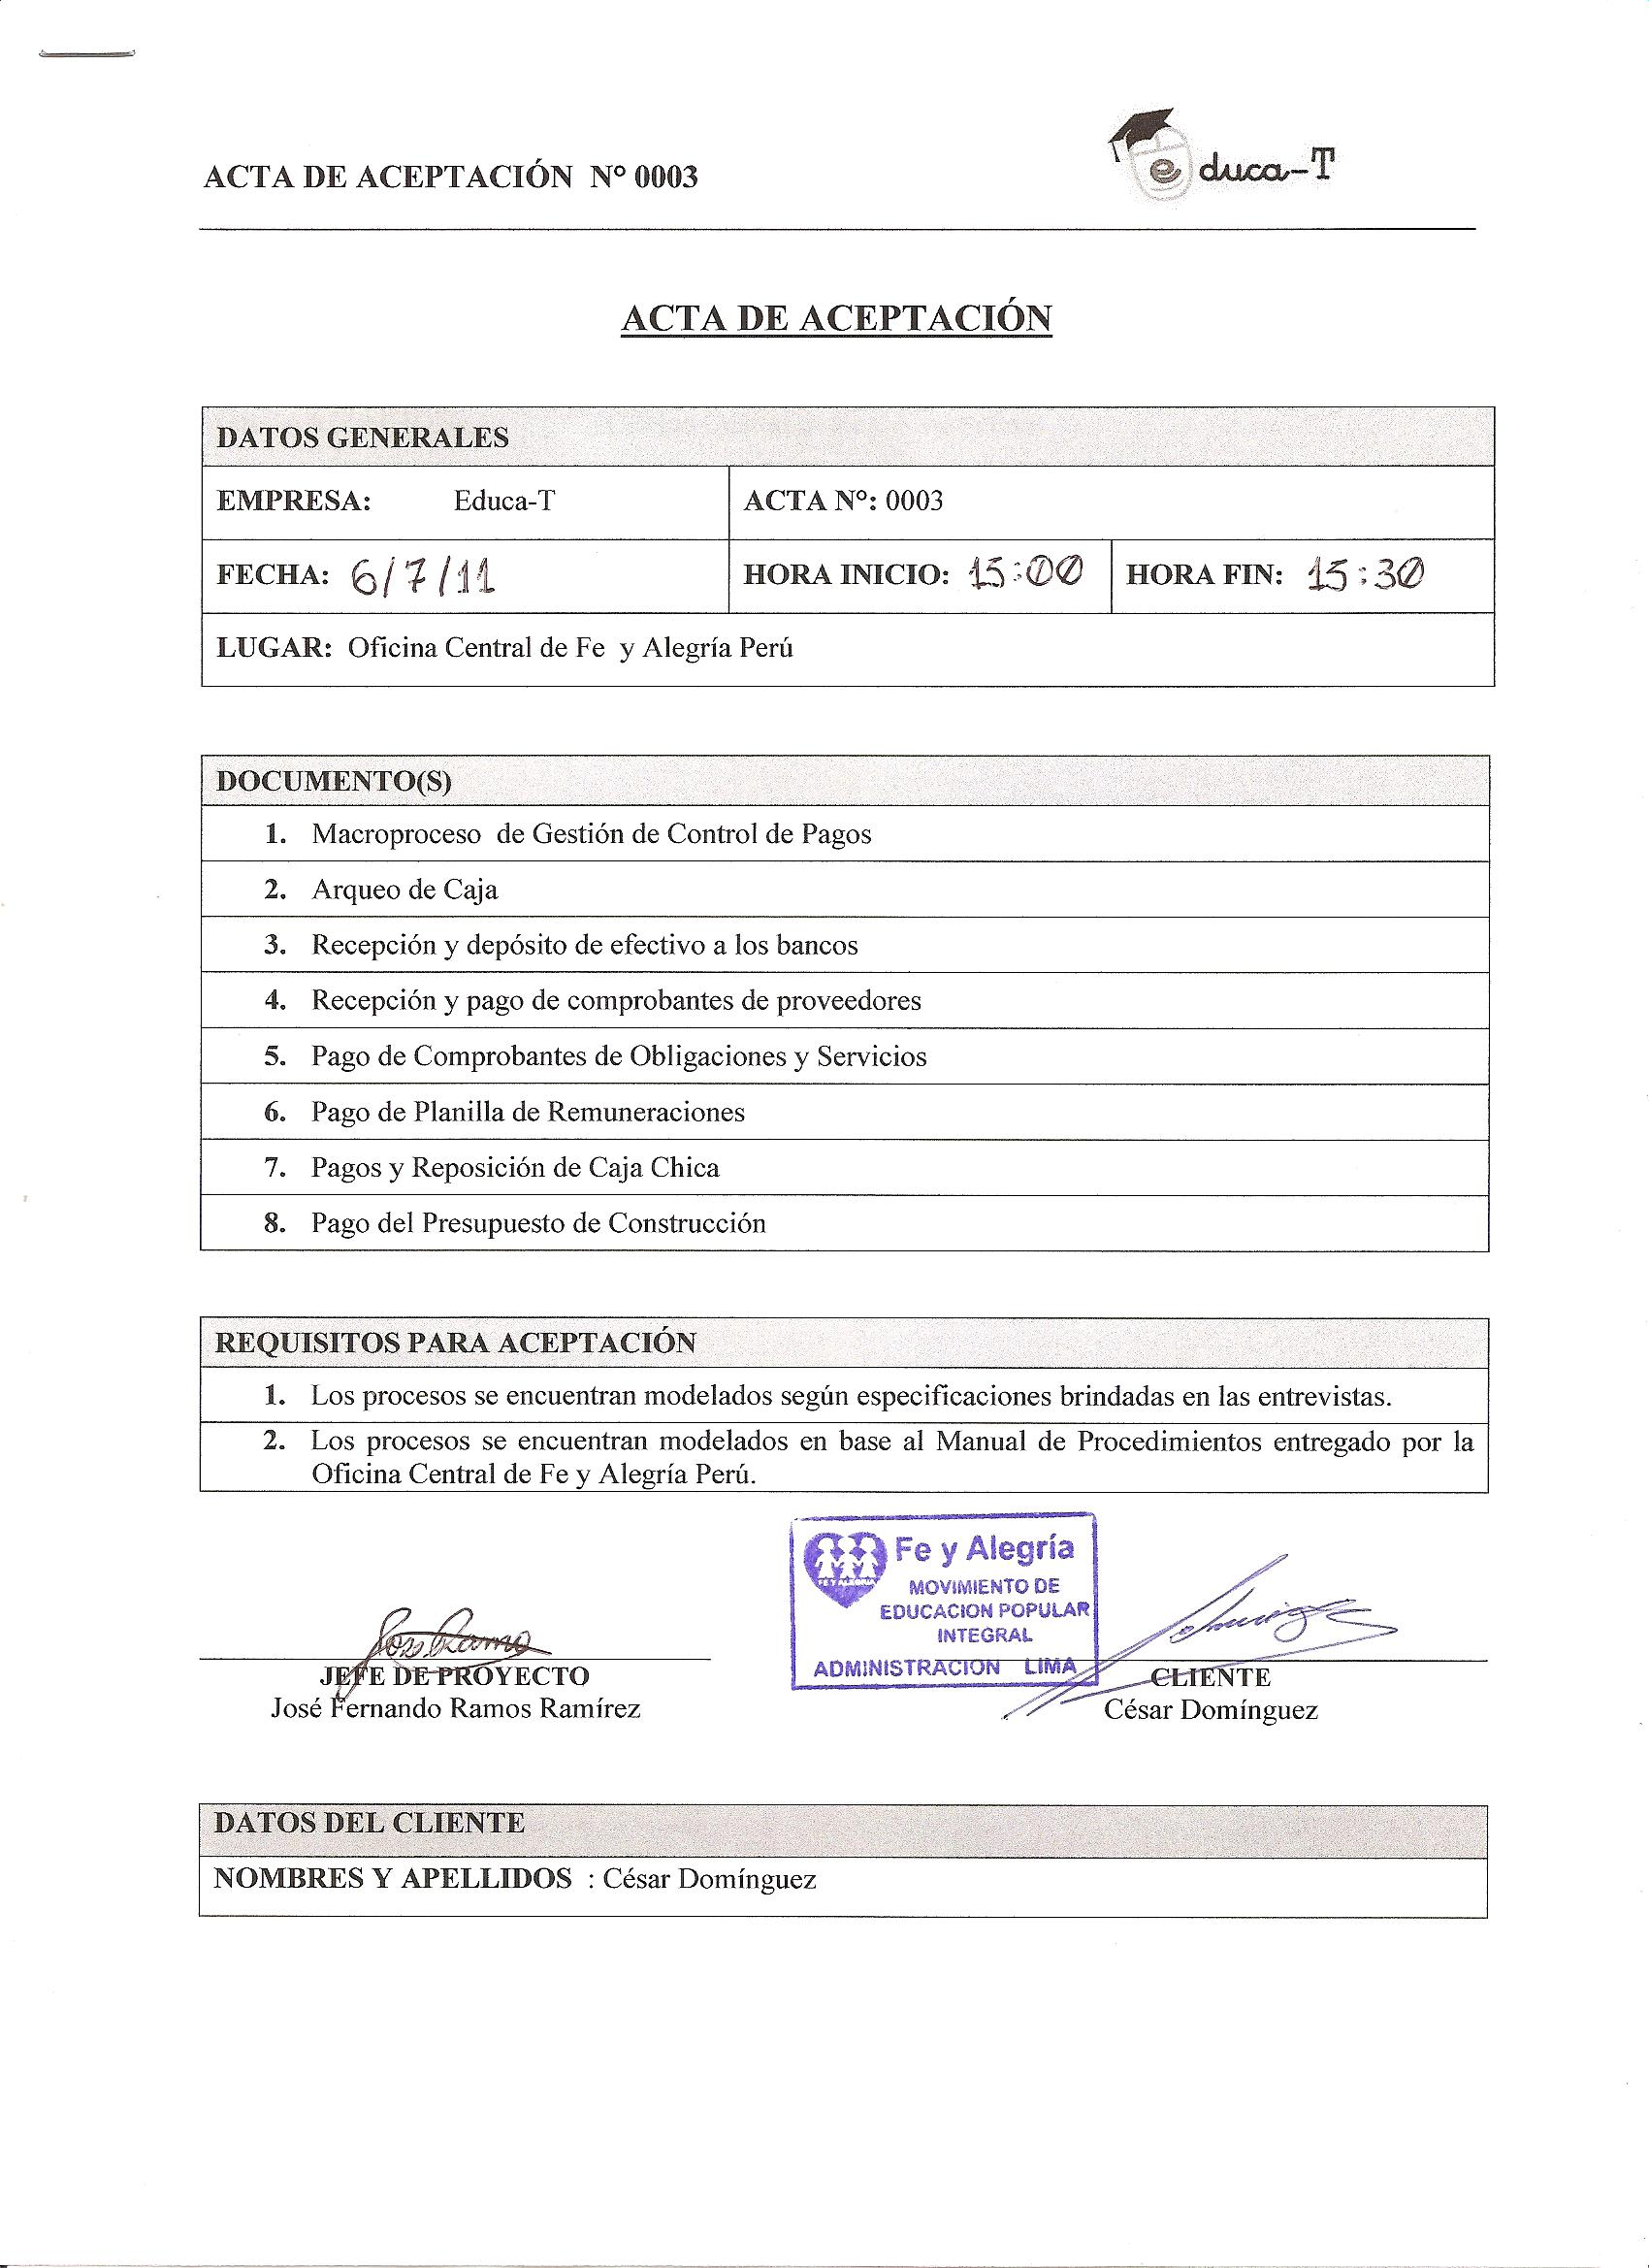 ACTA DE ACEPTACIÓN N° 0003
educa-T
ACTA DE ACEPTACIÓN
DATOS GENERALES
EMPRESA: Educa-T
ACTA N°: 0003
FECHA: 6/7/11
HORA INICIO: 15:00
HORA FIN: 15:30
LUGAR: Oficina Central de Fe y Alegría Perú
DOCUMENTO(S)
1. Macroproceso de Gestión de Control de Pagos
2. Arqueo de Caja
3. Recepción y depósito de efectivo a los bancos
4. Recepción y pago de comprobantes de proveedores
5. Pago de Comprobantes de Obligaciones y Servicios
6. Pago de Planilla de Remuneraciones
7. Pagos y Reposición de Caja Chica
8. Pago del Presupuesto de Construcción
REQUISITOS PARA ACEPTACIÓN
1. Los procesos se encuentran modelados según especificaciones brindadas en las entrevistas.
2. Los procesos se encuentran modelados en base al Manual de Procedimientos entregado por la
Oficina Central de Fe y Alegría Perú.
Fe y Alegría
MOVIMIENTO DE
EDUCACION POPULAR
INTEGRAL
ADMINISTRACION LIMA
JEFE DE PROYECTO
José Fernando Ramos Ramírez
CLIENTE
César Domínguez
DATOS DEL CLIENTE
NOMBRES Y APELLIDOS : César Domínguez